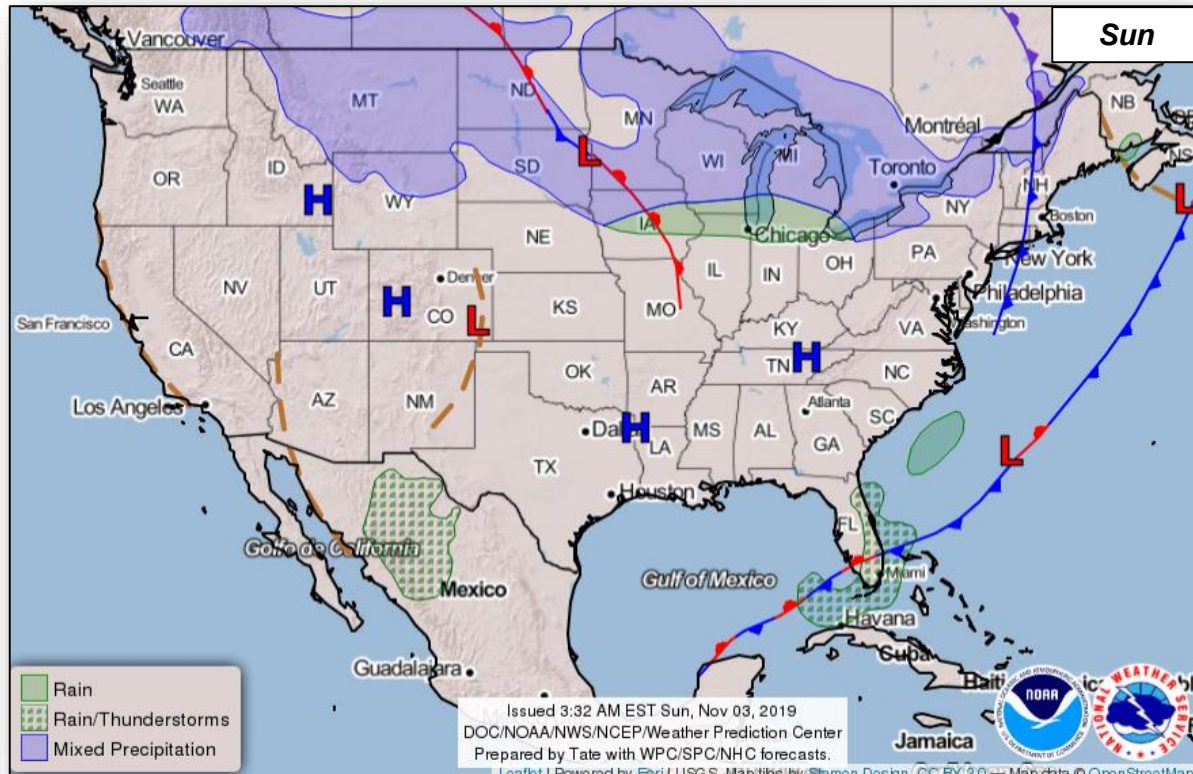 Sun
Vancouver
Seattle
WA
MT
ND
MN
Montréal
NB
NS
OR
ID
SD
WI
MI
Toronto
NH
WY
L
H
IA
NY
Boston
L
NE
Chicago
PA
New York
NV
UT
H
Denver
CO
L
KS
MO
IL
IN
OH
Philadelphia
Washington
San Francisco
CA
KY
VA
H
TN
NC
Los Angeles
AZ
NM
OK
AR
Atlanta
SC
H
LA
MS
AL
GA
L
TX
Houston
FL
Golfo de California
Gulf of Mexico
Miami
Mexico
Havana
Cuba
Guadalajara
Rain
Rain/Thunderstorms
Mixed Precipitation
Issued 3:32 AM EST Sun, Nov 03, 2019
DOC/NOAA/NWS/NCEP/Weather Prediction Center
Prepared by Tate with WPC/SPC/NHC forecasts.
NOAA
NATIONAL WEATHER SERVICE
Jamaica